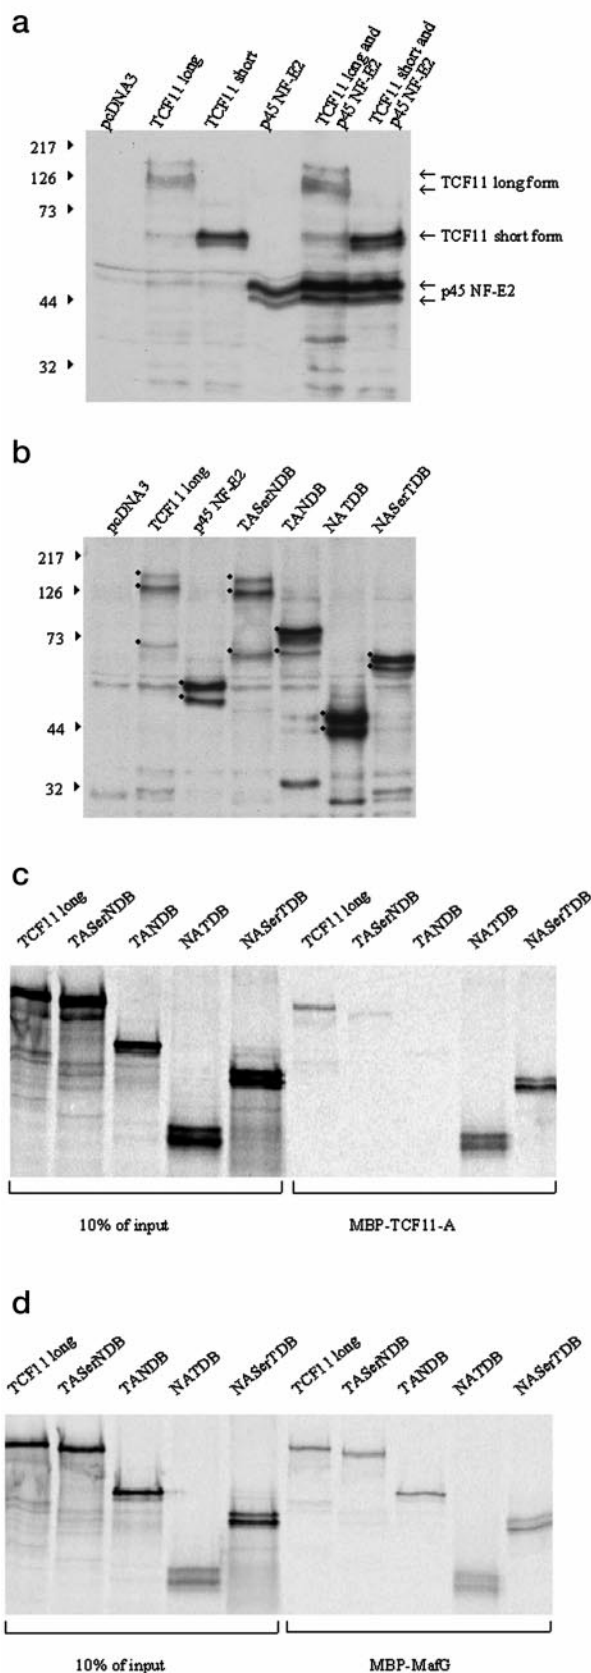 a
pcDNA3
TCF11 long
TCF11 short
p45 NF-E2
TCF11 long and
p45 NF-E2
TCF11 short and
p45 NF-E2
217
126
73
44
32
TCF11 long form
TCF11 short form
p45 NF-E2
b
pcDNA3
TCF11 long
p45 NF-E2
TASerNDB
TANDB
NATDB
NASerTDB
217
126
73
44
32
c
TCF11 long
TASerNDB
TANDB
NATDB
NASerTDB
TCF11 long
TASerNDB
TANDB
NATDB
NASerTDB
10% of input
MBP-TCF11-A
d
TCF11 long
TASerNDB
TANDB
NATDB
NASerTDB
TCF11 long
TASerNDB
TANDB
NATDB
NASerTDB
10% of input
MBP-MafG